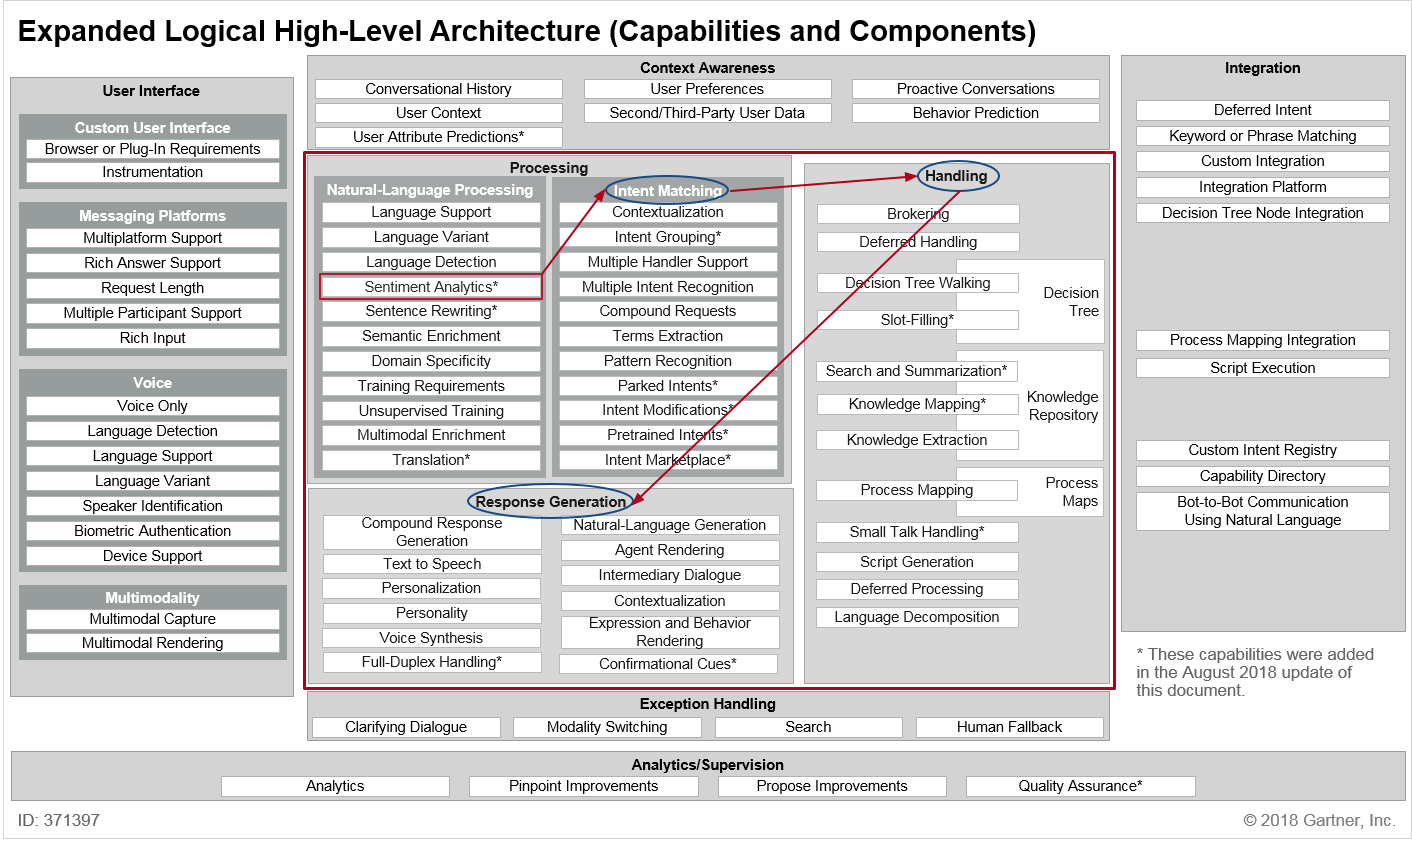 Expanded Logical High-Level Architecture (Capabilities and Components)
User Interface
Custom User Interface
Browser or Plug-In Requirements
Instrumentation
Messaging Platforms
Multiplatform Support
Rich Answer Support
Request Length
Multiple Participant Support
Rich Input
Voice
Voice Only
Language Detection
Language Support
Language Variant
Speaker Identification
Biometric Authentication
Device Support
Multimodality
Multimodal Capture
Multimodal Rendering
Context Awareness
Conversational History
User Preferences
Proactive Conversations
User Context
Second/Third-Party User Data
Behavior Prediction
User Attribute Predictions*
Processing
Natural-Language Processing
Language Support
Language Variant
Language Detection
Sentiment Analytics*
Sentence Rewriting*
Semantic Enrichment
Domain Specificity
Training Requirements
Unsupervised Training
Multimodal Enrichment
Translation*
Intent Matching
Contextualization
Intent Grouping*
Multiple Handler Support
Multiple Intent Recognition
Compound Requests
Terms Extraction
Pattern Recognition
Parked Intents*
Intent Modifications*
Pretrained Intents*
Intent Marketplace*
Handling
Brokering
Deferred Handling
Decision Tree Walking
Slot-Filling*
Decision
Tree
Search and Summarization*
Knowledge Mapping*
Knowledge Extraction
Knowledge
Repository
Process Mapping
Process
Maps
Small Talk Handling*
Script Generation
Deferred Processing
Language Decomposition
Response Generation
Compound Response
Generation
Text to Speech
Personalization
Personality
Voice Synthesis
Full-Duplex Handling*
Natural-Language Generation
Agent Rendering
Intermediary Dialogue
Contextualization
Expression and Behavior
Rendering
Confirmational Cues*
Exception Handling
Clarifying Dialogue
Modality Switching
Search
Human Fallback
Integration
Deferred Intent
Keyword or Phrase Matching
Custom Integration
Integration Platform
Decision Tree Node Integration
Process Mapping Integration
Script Execution
Custom Intent Registry
Capability Directory
Bot-to-Bot Communication
Using Natural Language
* These capabilities were added
in the August 2018 update of
this document.
Analytics/Supervision
Analytics
Pinpoint Improvements
Propose Improvements
Quality Assurance*
ID: 371397
© 2018 Gartner, Inc.